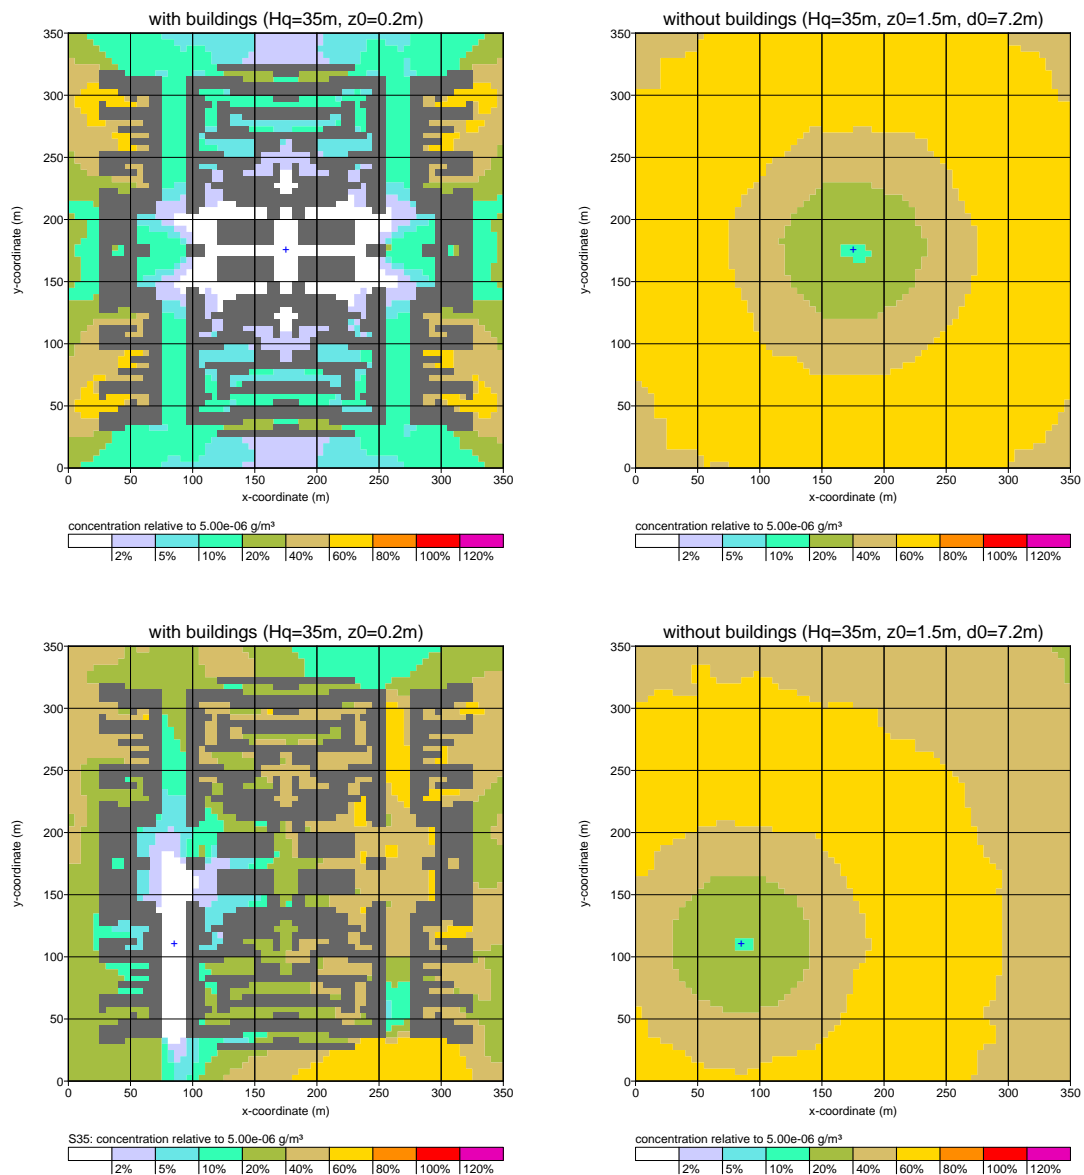 with buildings (Hq=35m, z0=0.2m)
without buildings (Hq=35m, z0=1.5m, d0=7.2m)
350
300
250
200
150
100
50
0
y-coordinate (m)
0 50 100 150 200 250 300 350
x-coordinate (m)
350
300
250
200
150
100
50
0
y-coordinate (m)
0 50 100 150 200 250 300 350
x-coordinate (m)
concentration relative to 5.00e-06 g/m³
2% 5% 10% 20% 40% 60% 80% 100% 120%
concentration relative to 5.00e-06 g/m³
2% 5% 10% 20% 40% 60% 80% 100% 120%
with buildings (Hq=35m, z0=0.2m)
without buildings (Hq=35m, z0=1.5m, d0=7.2m)
350
300
250
200
150
100
50
0
y-coordinate (m)
0 50 100 150 200 250 300 350
x-coordinate (m)
350
300
250
200
150
100
50
0
y-coordinate (m)
0 50 100 150 200 250 300 350
x-coordinate (m)
S35: concentration relative to 5.00e-06 g/m³
2% 5% 10% 20% 40% 60% 80% 100% 120%
concentration relative to 5.00e-06 g/m³
2% 5% 10% 20% 40% 60% 80% 100% 120%